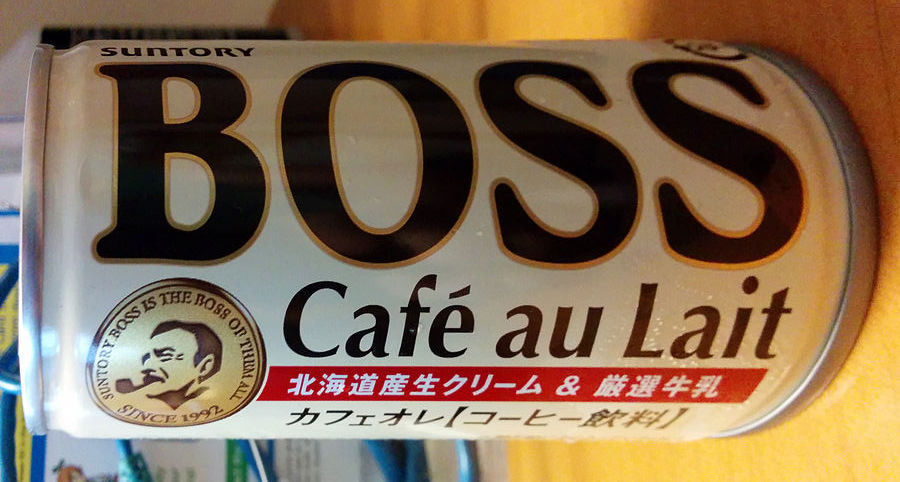 SUNTORY
BOSS
Café au Lait
SUNTORY BOSS IS THE BOSS OF THEM ALL
SINCE 1992
北海道産生クリーム & 厳選牛乳
カフェオレ【コーヒー飲料】